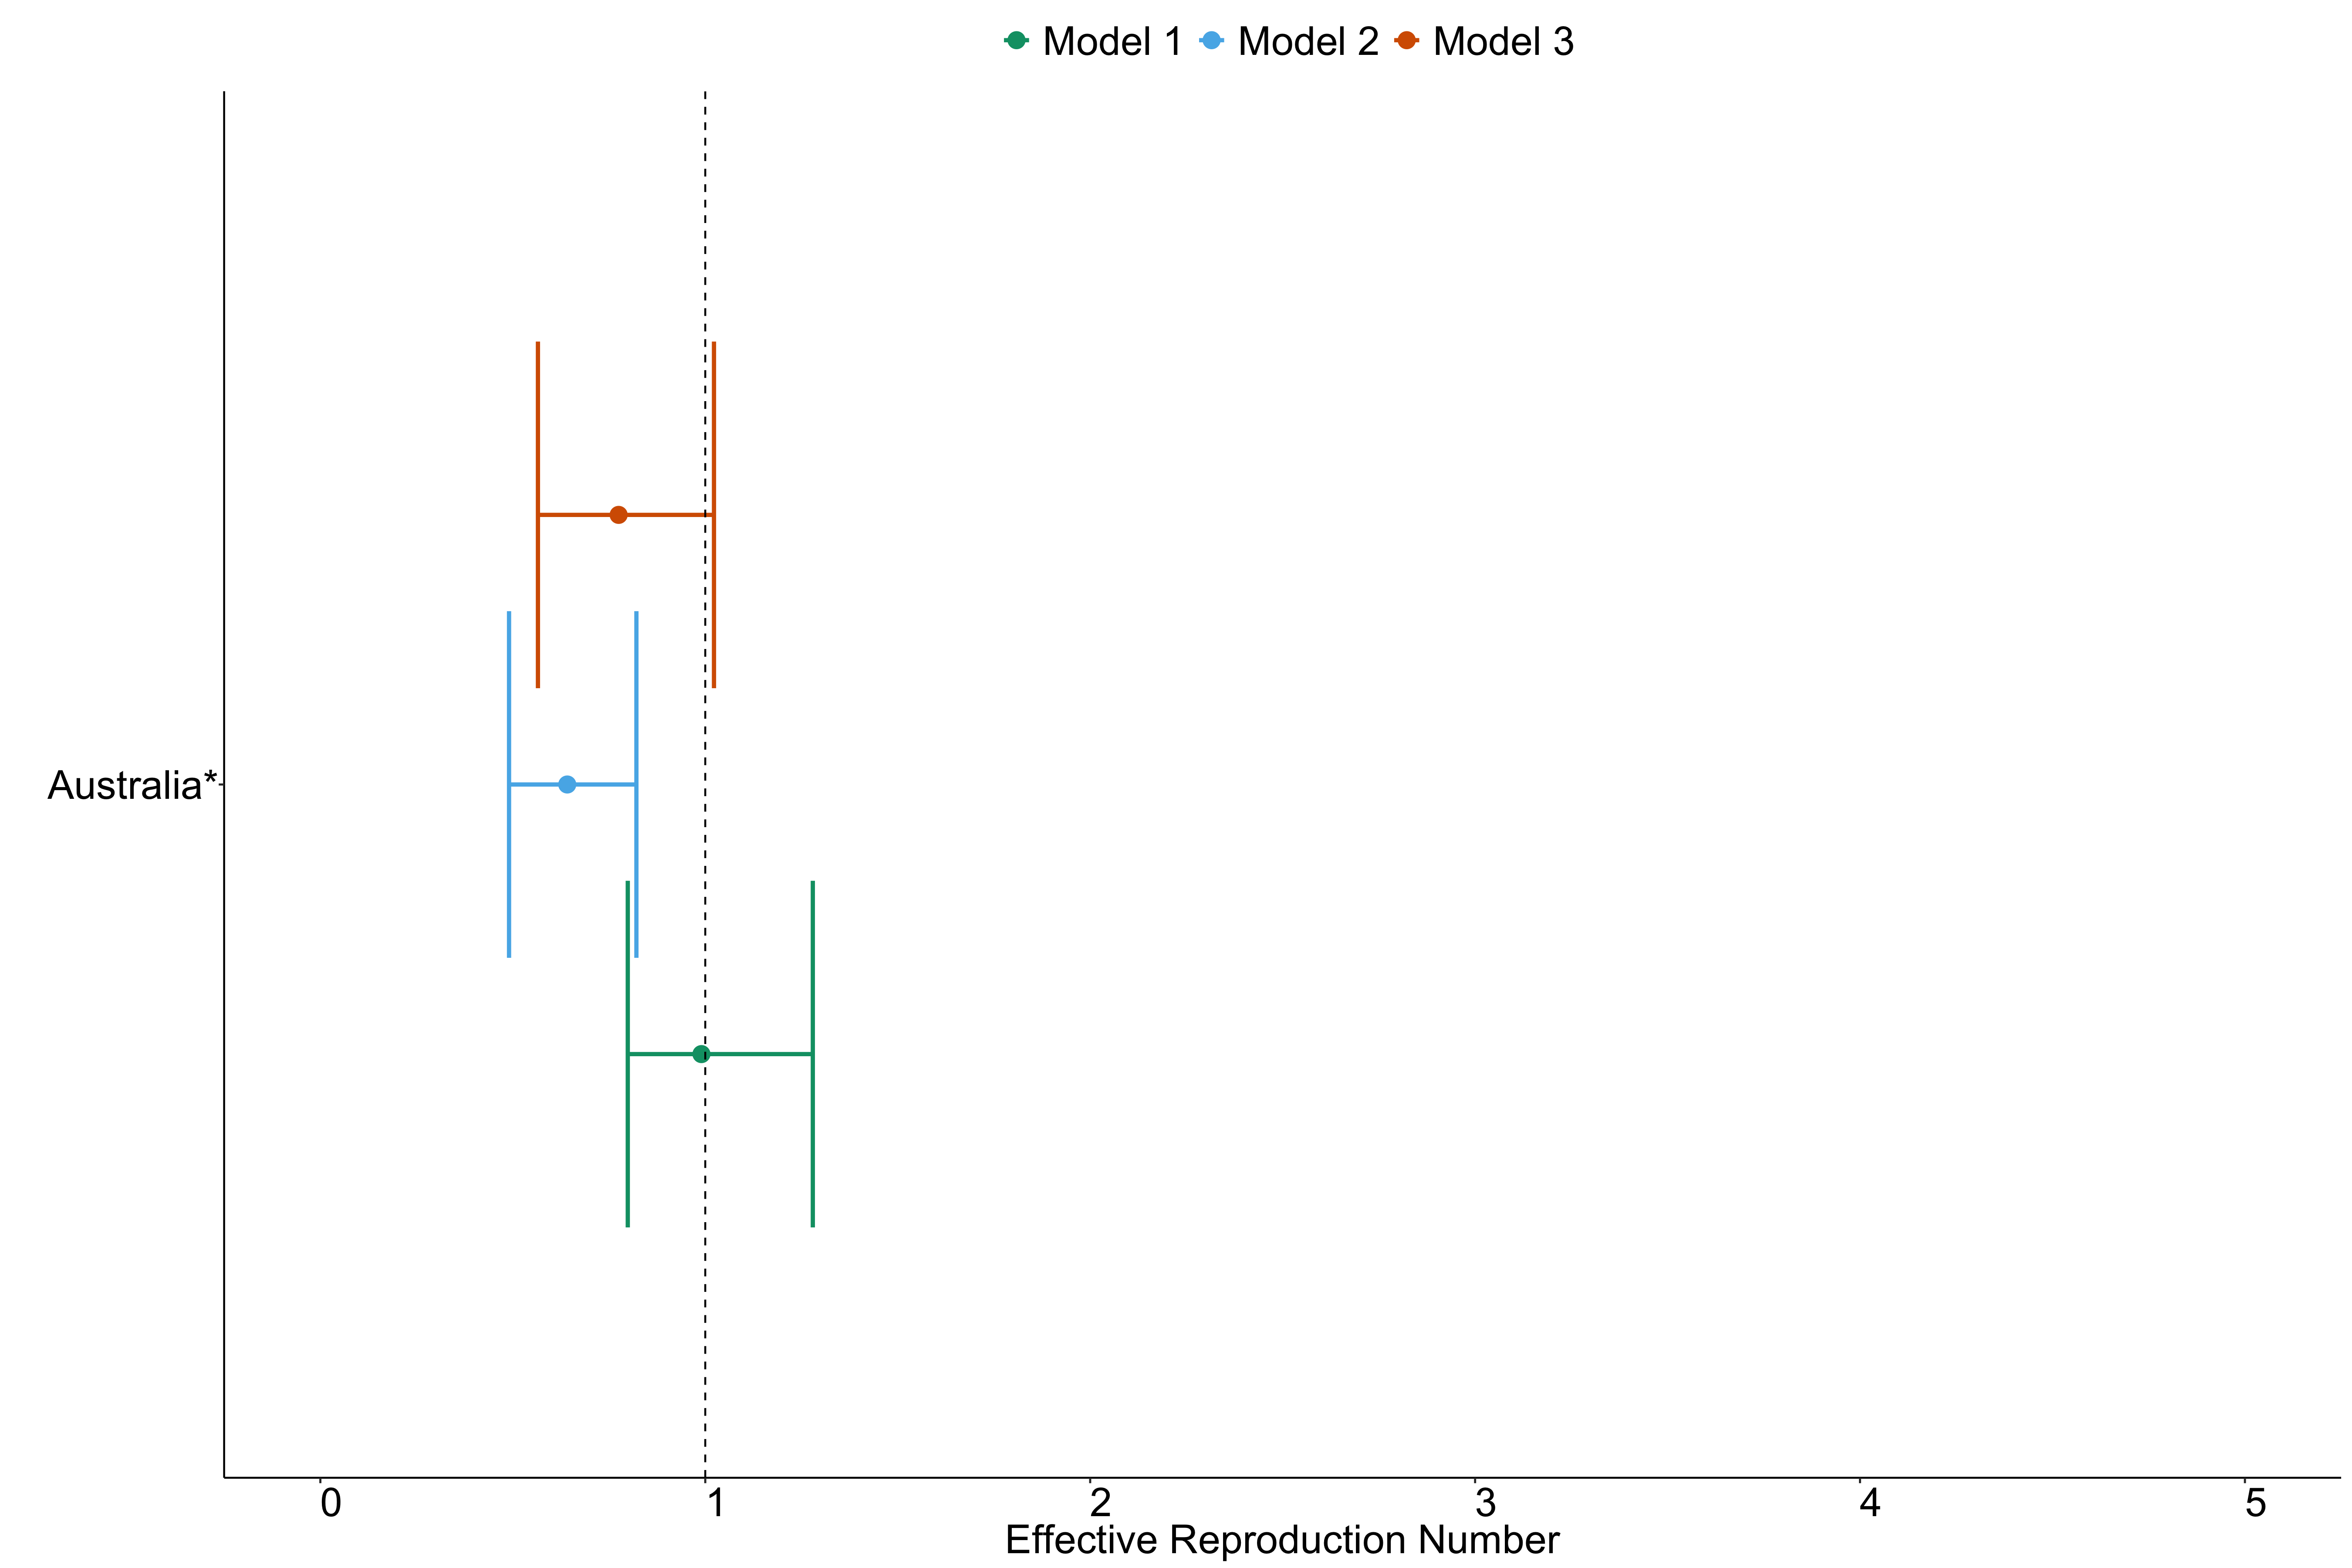 Model 1 Model 2 Model 3
Australia*
0 1 2 3 4 5
Effective Reproduction Number